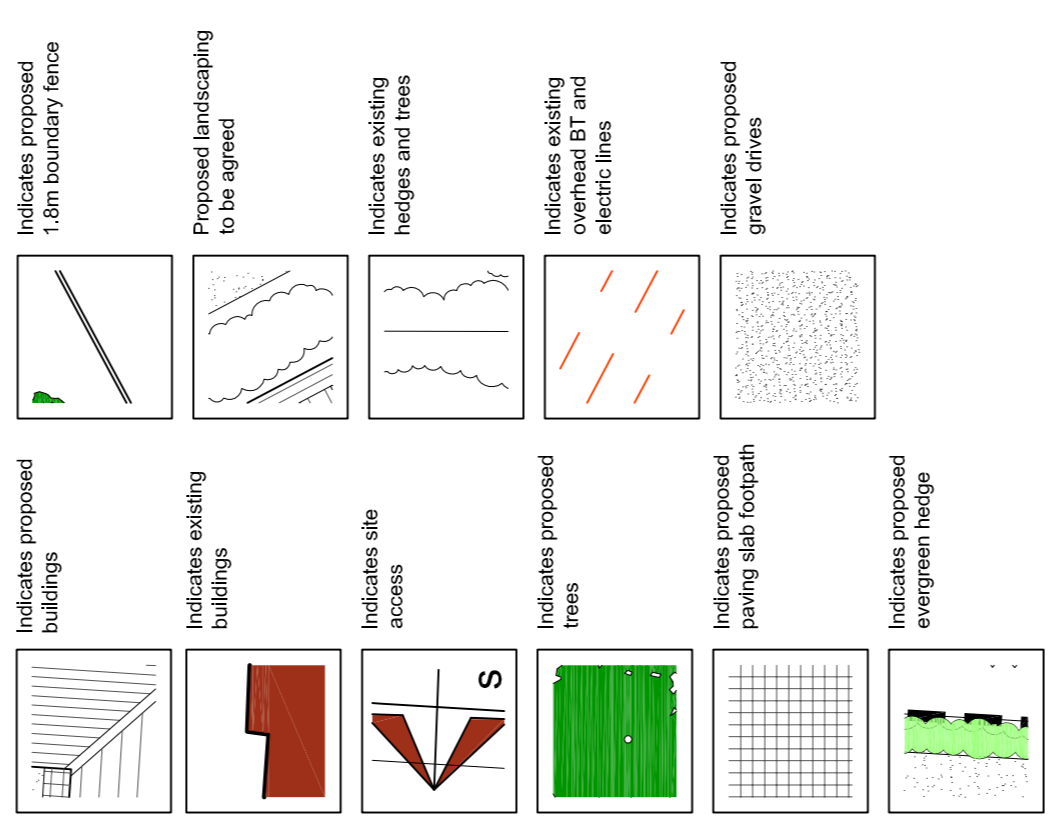 Indicates proposed
buildings
Indicates existing
buildings
S
Indicates site
access
Indicates proposed
trees
Indicates proposed
paving slab footpath
Indicates proposed
evergreen hedge
Indicates proposed
1.8m boundary fence
Proposed landscaping
to be agreed
Indicates existing
hedges and trees
Indicates existing
overhead BT and
electric lines
Indicates proposed
gravel drives